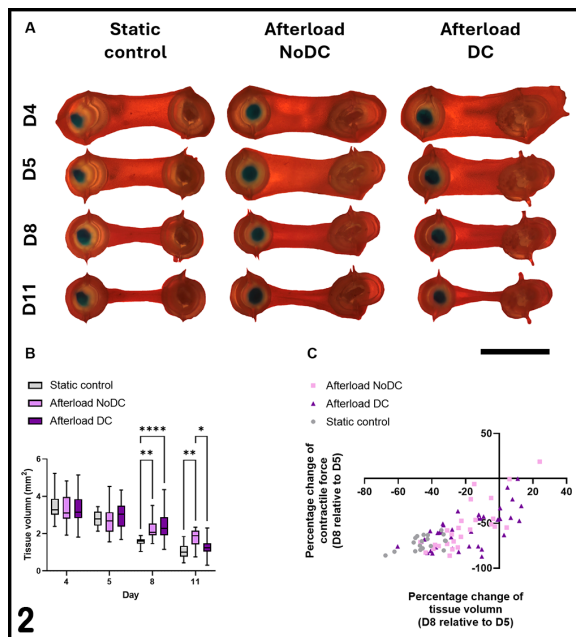 A
Static control
Afterload NoDC
Afterload DC
D4
D5
D8
D11
B
Static control
Afterload NoDC
Afterload DC
Tissue volumn (mm²)
6
4
2
0
**** 
**
**
*
4
5
8
11
Day
C
Afterload NoDC
Afterload DC
Static control
Percentage change of
contractile force
(D8 relative to D5)
50
-80
-60
-40
-20
20
40
-50
-100
Percentage change of
tissue volumn
(D8 relative to D5)
2